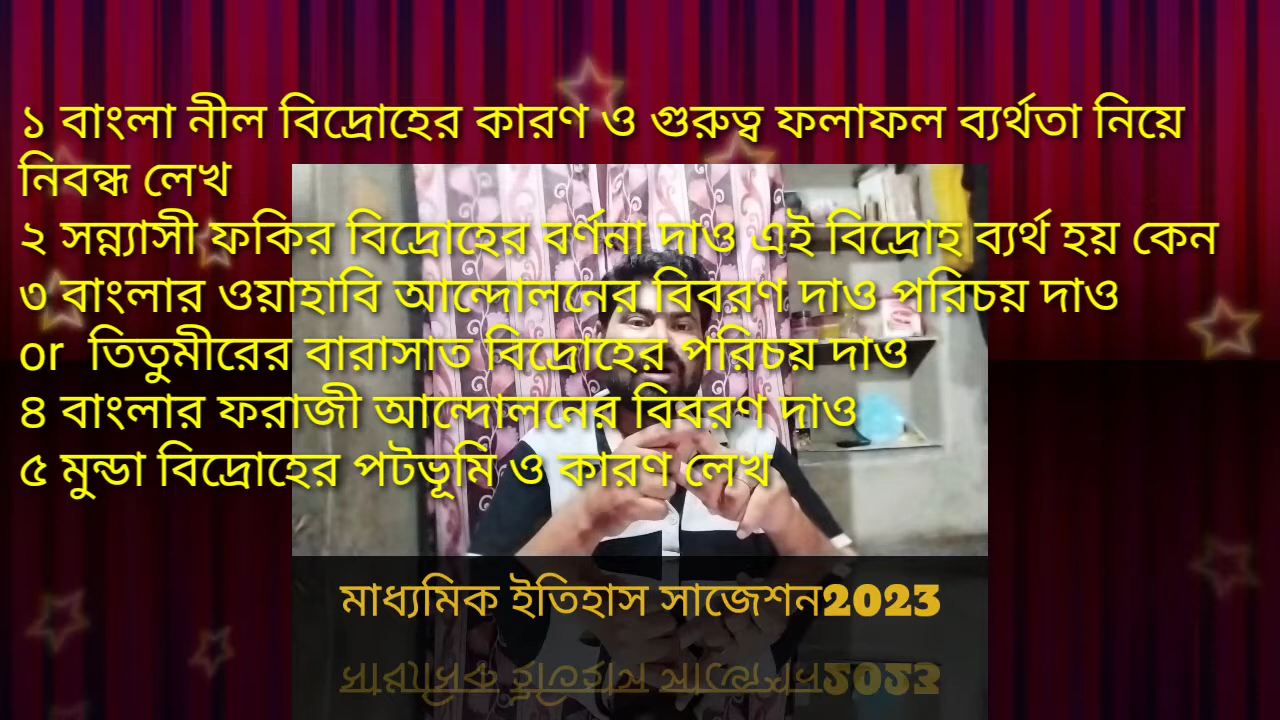 ১ বাংলা নীল বিদ্রোহের কারণ ও গুরুত্ব ফলাফল ব্যর্থতা নিয়ে
নিবন্ধ লেখ
২ সন্ন্যাসী ফকির বিদ্রোহের বর্ণনা দাও এই বিদ্রোহ ব্যর্থ হয় কেন
৩ বাংলার ওয়াহাবি আন্দোলনের বিবরণ দাও পরিচয় দাও
or তিতুমীরের বারাসাত বিদ্রোহের পরিচয় দাও
৪ বাংলার ফরাজী আন্দোলনের বিবরণ দাও
৫ মুন্ডা বিদ্রোহের পটভূমি ও কারণ লেখ
মাধ্যমিক ইতিহাস সাজেশন2023